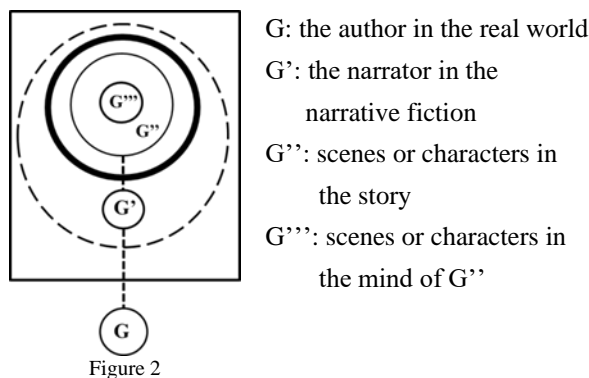 G: the author in the real world
G’: the narrator in the
narrative fiction
G’’: scenes or characters in
the story
G’’’: scenes or characters in
the mind of G’’
G’’’
G’’
G’
G
Figure 2